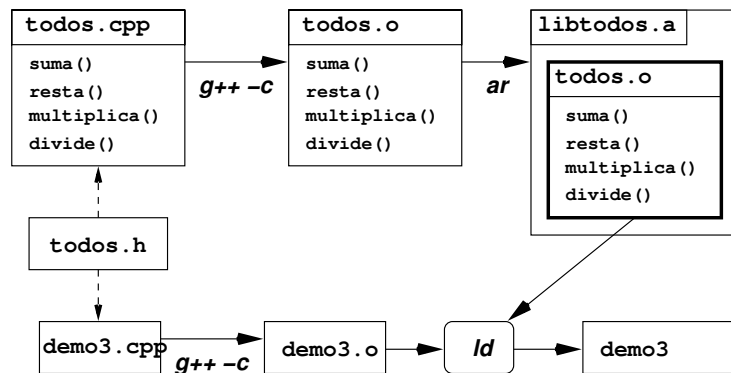 todos.cpp
suma()
resta()
multiplica()
divide()
g++ −c
todos.o
suma()
resta()
multiplica()
divide()
ar
libtodos.a
todos.o
suma()
resta()
multiplica()
divide()
todos.h
demo3.cpp
g++ −c
demo3.o
ld
demo3